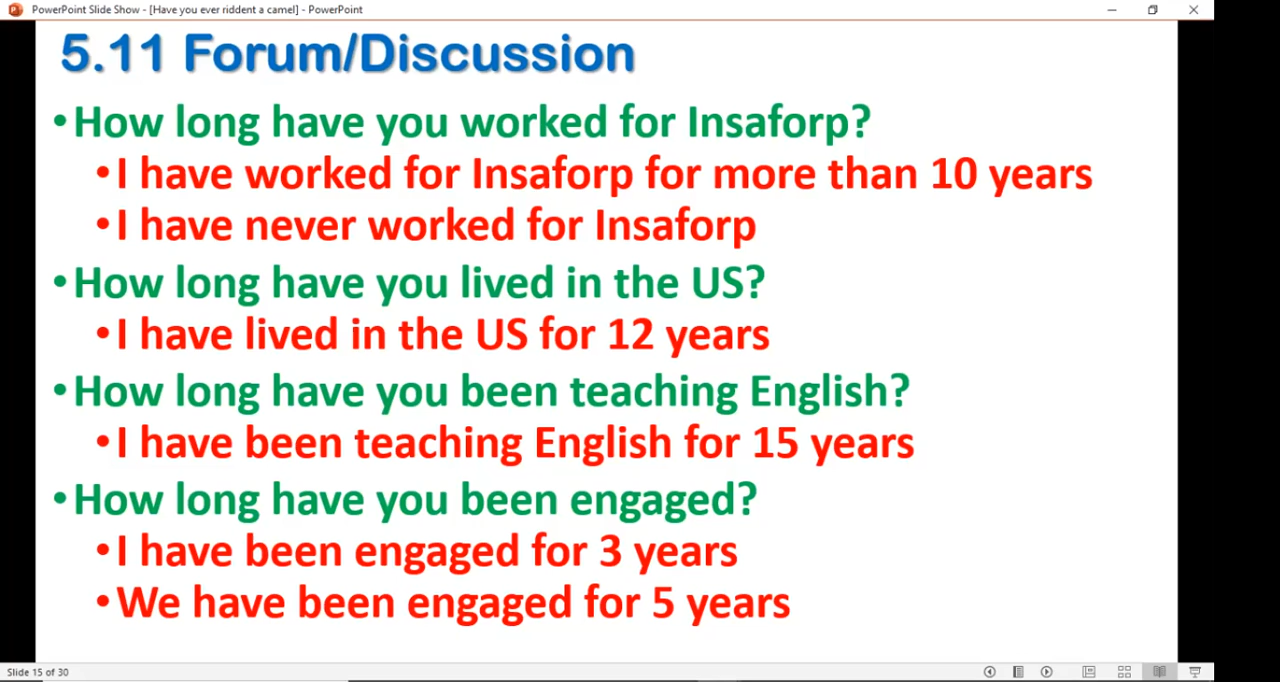 PowerPoint Slide Show - [Have you ever riddent a camel] - PowerPoint
5.11 Forum/Discussion
•How long have you worked for Insaforp?
•I have worked for Insaforp for more than 10 years
•I have never worked for Insaforp
•How long have you lived in the US?
•I have lived in the US for 12 years
•How long have you been teaching English?
•I have been teaching English for 15 years
•How long have you been engaged?
•I have been engaged for 3 years
•We have been engaged for 5 years
Slide 15 of 30